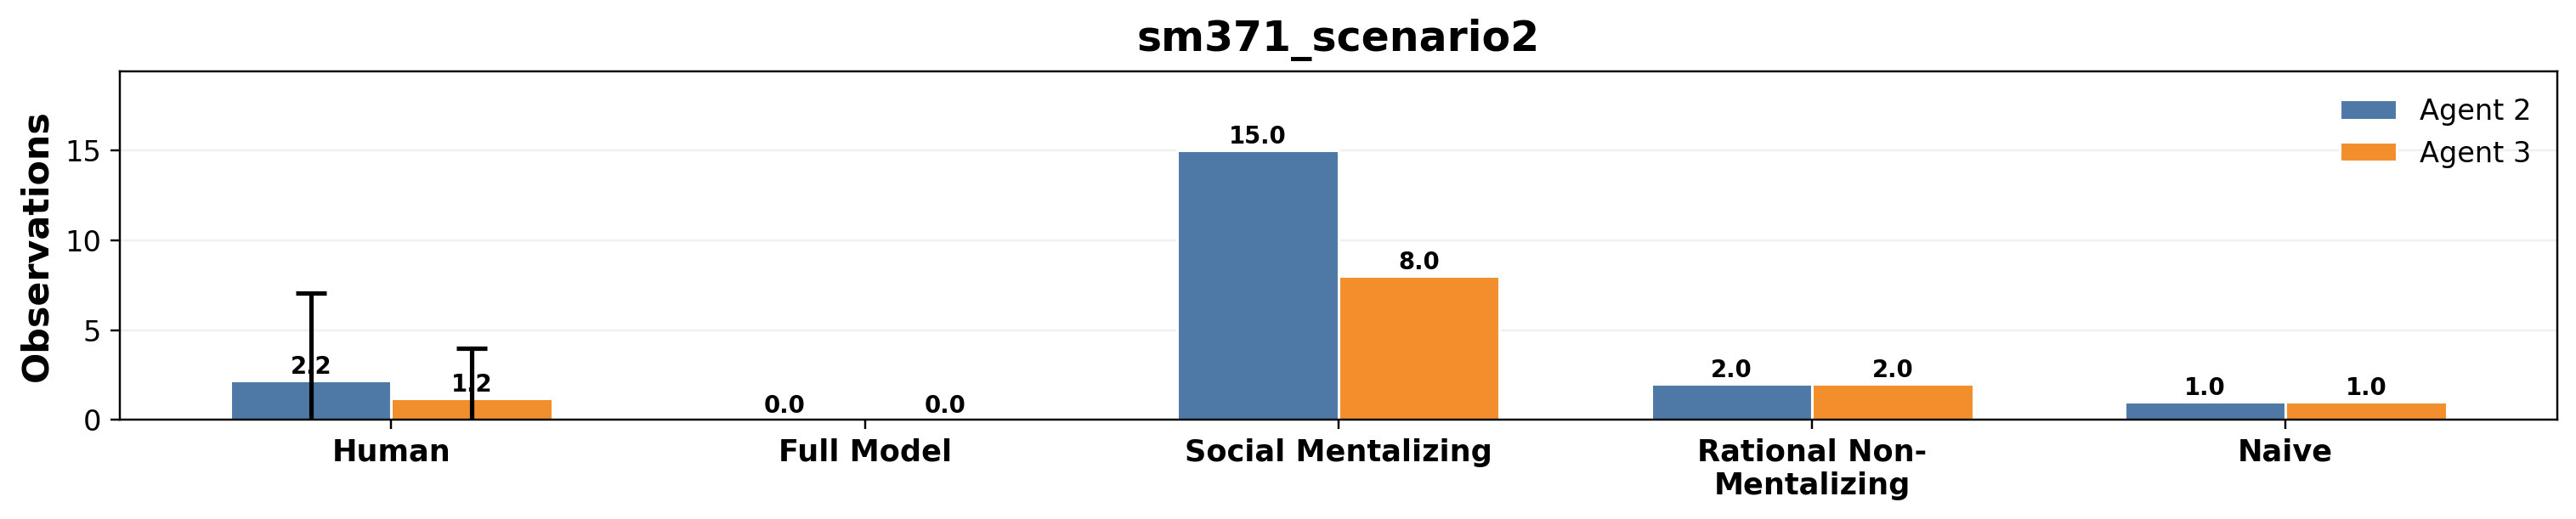 sm371_scenario2
Observations
15
10
5
0
Agent 2
Agent 3
2.2
1.2
0.0
0.0
15.0
8.0
2.0
2.0
1.0
1.0
Human
Full Model
Social Mentalizing
Rational Non-
Mentalizing
Naive